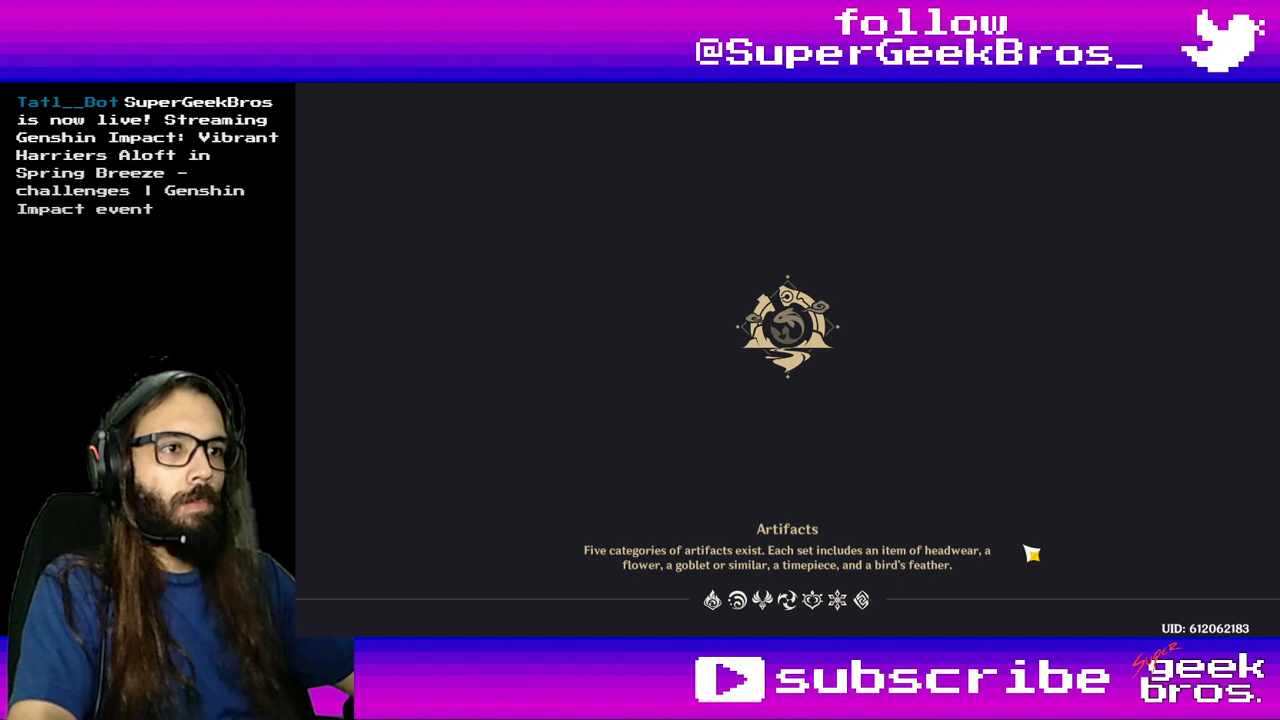 follow
@SuperGeekBros_
Tatl__Bot SuperGeekBros
is now live! Streaming
Genshin Impact: Vibrant
Harriers Aloft in
Spring Breeze -
challenges | Genshin
Impact event
Artifacts
Five categories of artifacts exist. Each set includes an item of headwear, a
flower, a goblet or similar, a timepiece, and a bird's feather.
UID: 612062183
subscribe
SUPER
geek
bros.